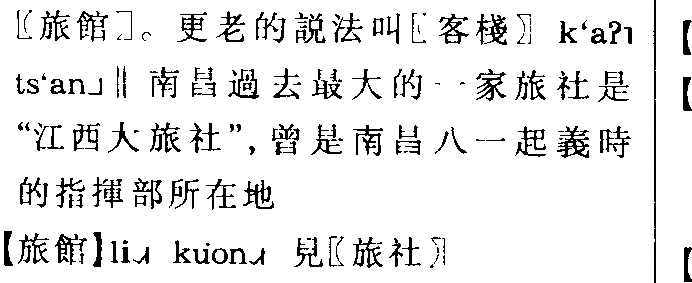 〖旅館〗。更老的説法叫〖客棧〗 k‘aʔ˥
ts‘an˩‖南昌過去最大的一家旅社是
“江西大旅社”,曾是南昌八一起義時
的指揮部所在地
【旅館】li˨˩˧ kuɵn˨˩˧ 見〖旅社〗